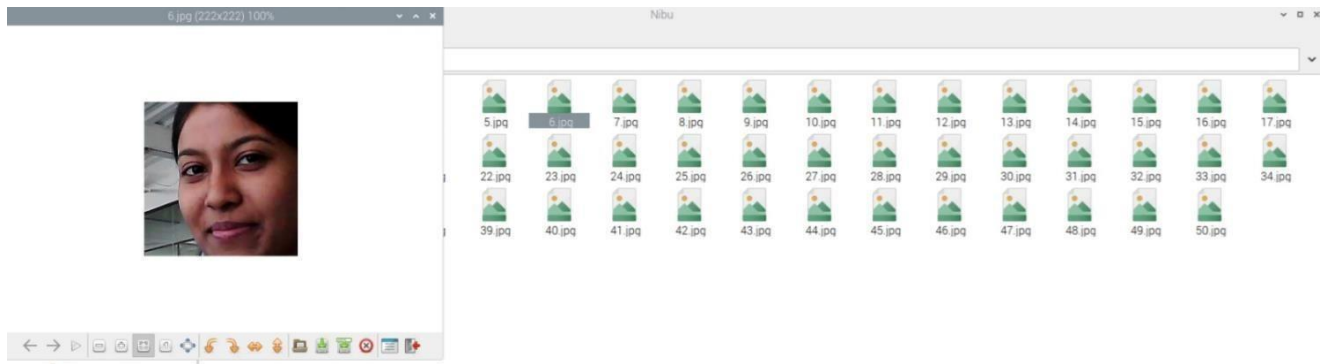 6.jpg (222x222) 100%
Nibu
5.jpg 6.jpg 7.jpg 8.jpg 9.jpg 10.jpg 11.jpg 12.jpg 13.jpg 14.jpg 15.jpg 16.jpg 17.jpg
22.jpg 23.jpg 24.jpg 25.jpg 26.jpg 27.jpg 28.jpg 29.jpg 30.jpg 31.jpg 32.jpg 33.jpg 34.jpg
39.jpg 40.jpg 41.jpg 42.jpg 43.jpg 44.jpg 45.jpg 46.jpg 47.jpg 48.jpg 49.jpg 50.jpg